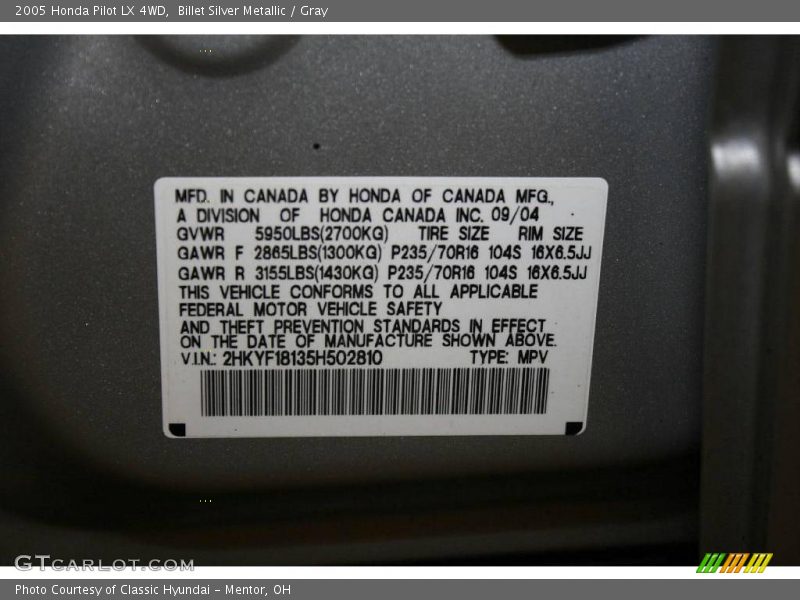 2005 Honda Pilot LX 4WD,  Billet Silver Metallic / Gray
MFD. IN CANADA BY HONDA OF CANADA MFG.,
A DIVISION OF HONDA CANADA INC. 09/04
GVWR 5950LBS(2700KG) TIRE SIZE RIM SIZE
GAWR F 2865LBS(1300KG) P235/70R16 104S 16X6.5JJ
GAWR R 3155LBS(1430KG) P235/70R16 104S 16X6.5JJ
THIS VEHICLE CONFORMS TO ALL APPLICABLE
FEDERAL MOTOR VEHICLE SAFETY
AND THEFT PREVENTION STANDARDS IN EFFECT
ON THE DATE OF MANUFACTURE SHOWN ABOVE.
V.I.N.: 2HKYF18135H502810 TYPE: MPV
GTCARLOT.COM
Photo Courtesy of Classic Hyundai - Mentor, OH